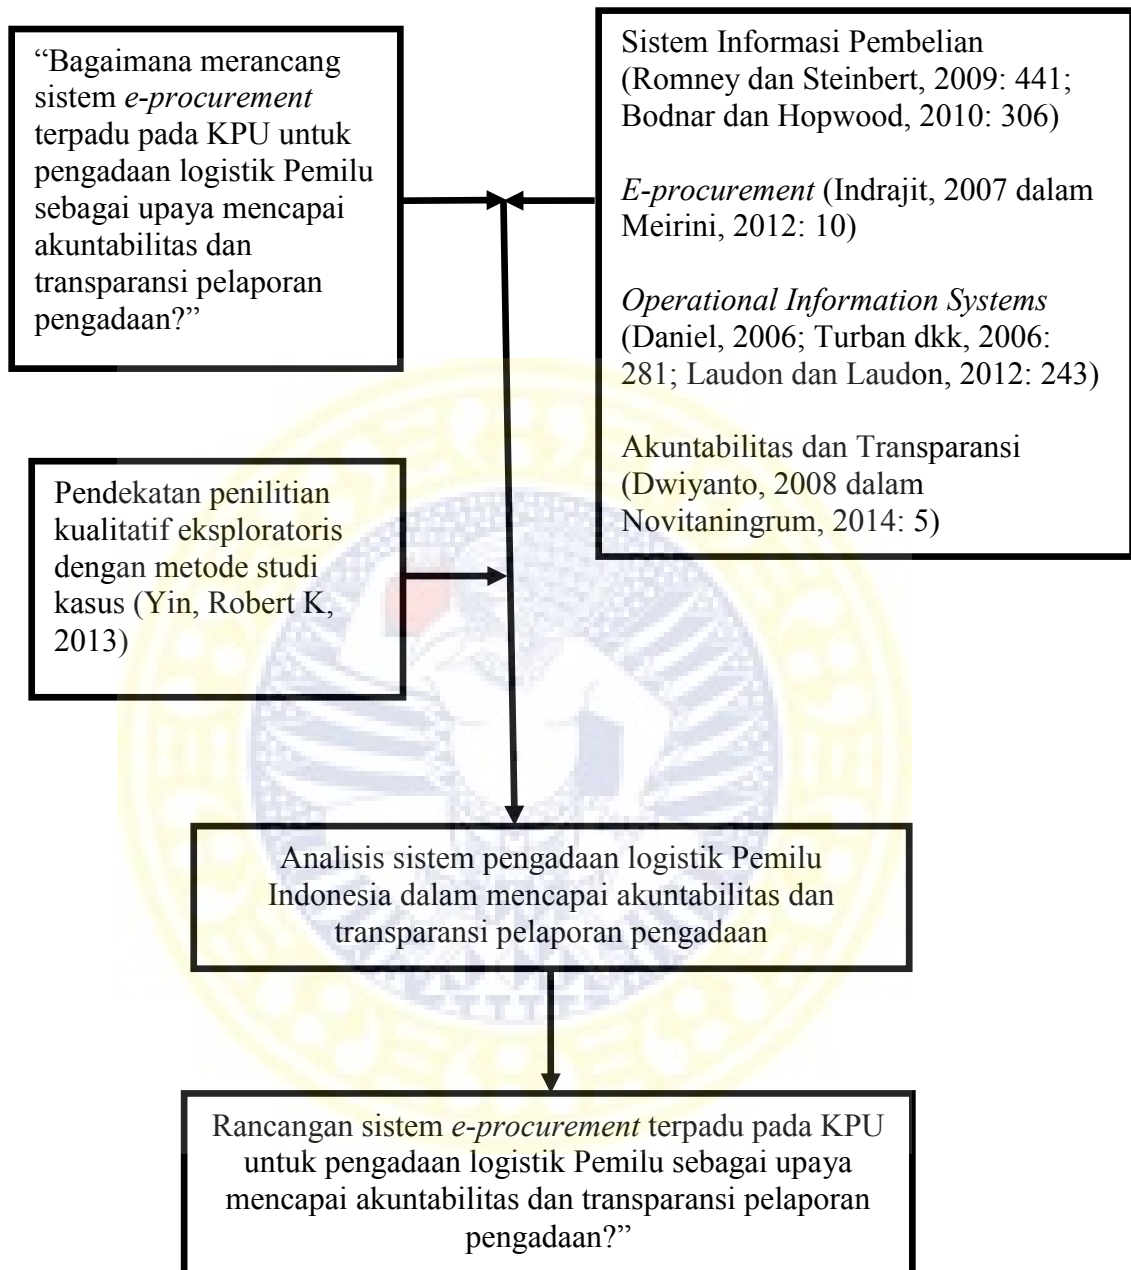 “Bagaimana merancang
sistem e-procurement
terpadu pada KPU untuk
pengadaan logistik Pemilu
sebagai upaya mencapai
akuntabilitas dan
transparansi pelaporan
pengadaan?”
Sistem Informasi Pembelian
(Romney dan Steinbert, 2009: 441;
Bodnar dan Hopwood, 2010: 306)
E-procurement (Indrajit, 2007 dalam
Meirini, 2012: 10)
Operational Information Systems
(Daniel, 2006; Turban dkk, 2006:
281; Laudon dan Laudon, 2012: 243)
Akuntabilitas dan Transparansi
(Dwiyanto, 2008 dalam
Novitaningrum, 2014: 5)
Pendekatan penilitian
kualitatif eksploratoris
dengan metode studi
kasus (Yin, Robert K,
2013)
Analisis sistem pengadaan logistik Pemilu
Indonesia dalam mencapai akuntabilitas dan
transparansi pelaporan pengadaan
Rancangan sistem e-procurement terpadu pada KPU
untuk pengadaan logistik Pemilu sebagai upaya
mencapai akuntabilitas dan transparansi pelaporan
pengadaan?”